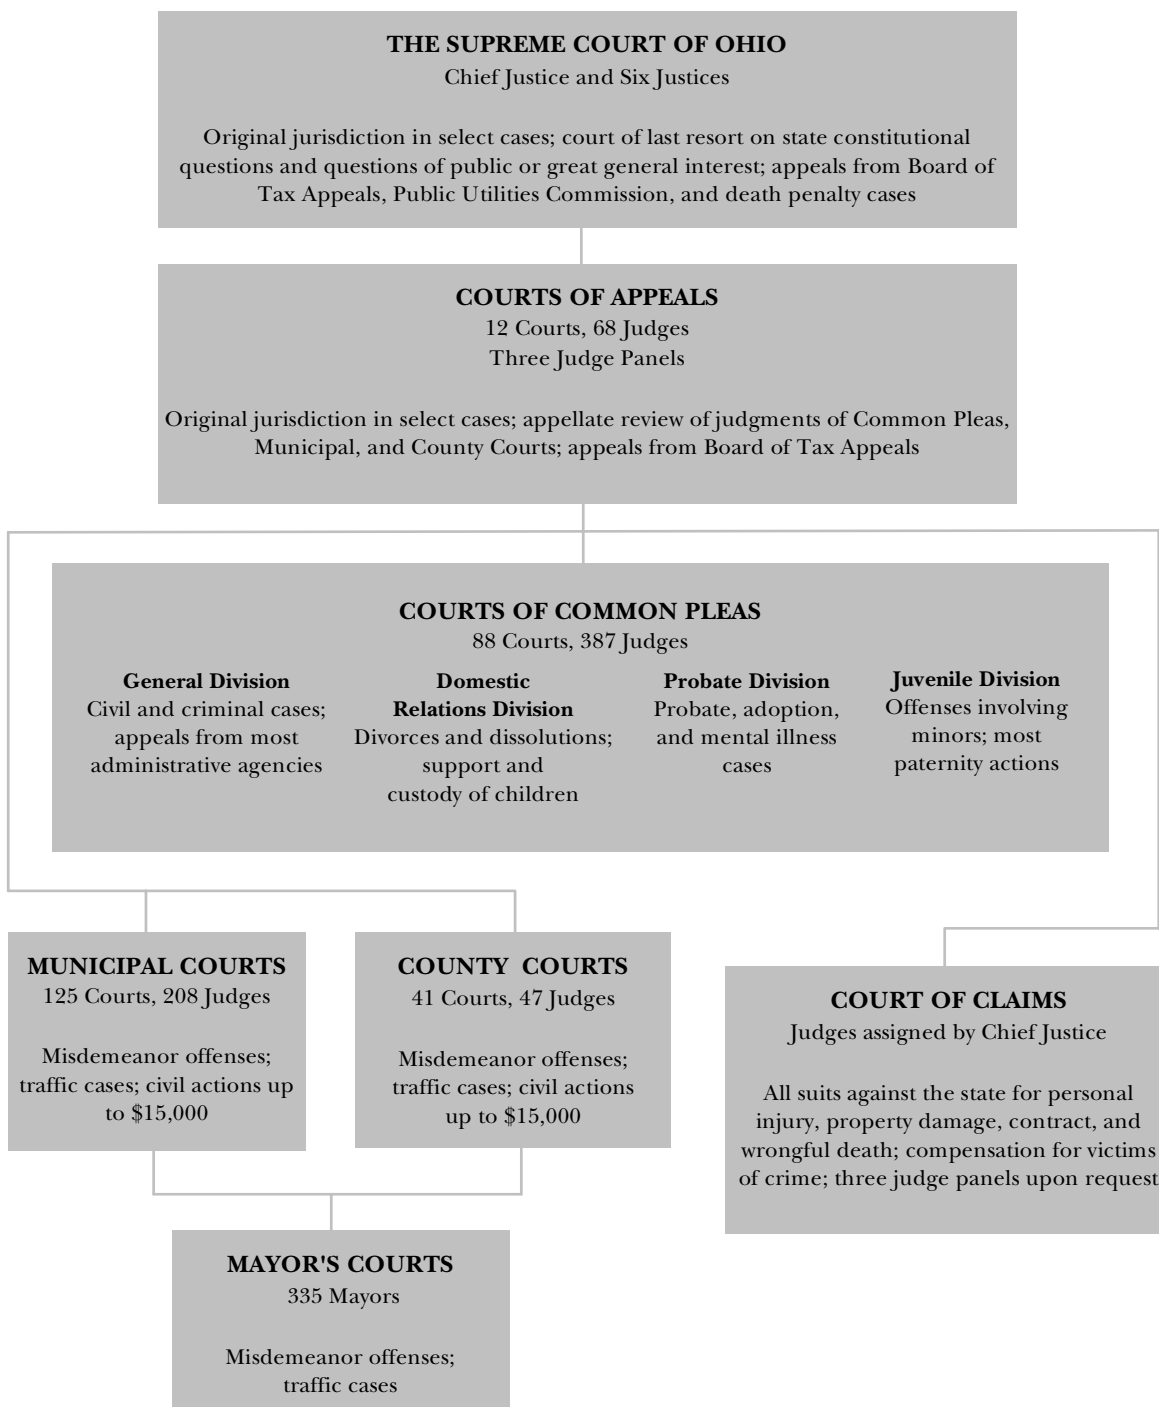 THE SUPREME COURT OF OHIO
Chief Justice and Six Justices
Original jurisdiction in select cases; court of last resort on state constitutional
questions and questions of public or great general interest; appeals from Board of
Tax Appeals, Public Utilities Commission, and death penalty cases
COURTS OF APPEALS
12 Courts, 68 Judges
Three Judge Panels
Original jurisdiction in select cases; appellate review of judgments of Common Pleas,
Municipal, and County Courts; appeals from Board of Tax Appeals
COURTS OF COMMON PLEAS
88 Courts, 387 Judges
General Division
Civil and criminal cases;
appeals from most
administrative agencies
Domestic
Relations Division
Divorces and dissolutions;
support and
custody of children
Probate Division
Probate, adoption,
and mental illness
cases
Juvenile Division
Offenses involving
minors; most
paternity actions
MUNICIPAL COURTS
125 Courts, 208 Judges
Misdemeanor offenses;
traffic cases; civil actions up
to $15,000
COUNTY COURTS
41 Courts, 47 Judges
Misdemeanor offenses;
traffic cases; civil actions
up to $15,000
COURT OF CLAIMS
Judges assigned by Chief Justice
All suits against the state for personal
injury, property damage, contract, and
wrongful death; compensation for victims
of crime; three judge panels upon request
MAYOR'S COURTS
335 Mayors
Misdemeanor offenses;
traffic cases